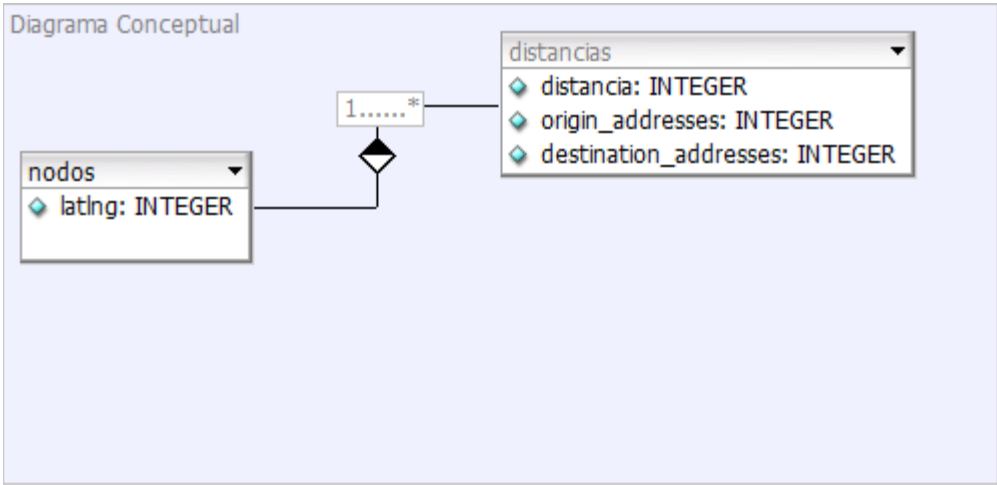 Diagrama Conceptual
distancias
distancia: INTEGER
origin_addresses: INTEGER
destination_addresses: INTEGER
1......*
nodos
latlng: INTEGER